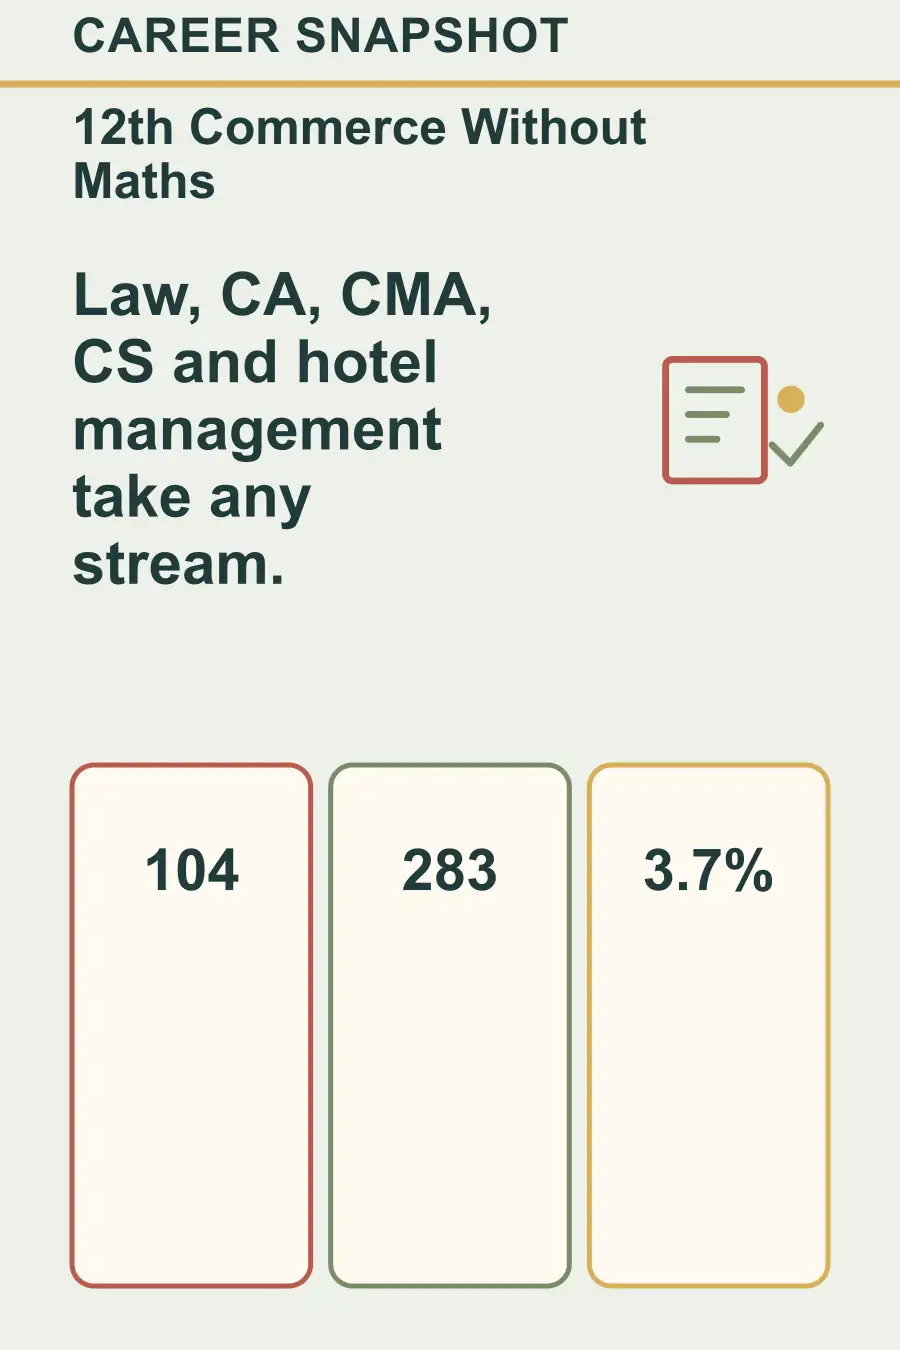 CAREER SNAPSHOT
12th Commerce Without
Maths
Law, CA, CMA,
CS and hotel
management
take any
stream.
104
283
3.7%